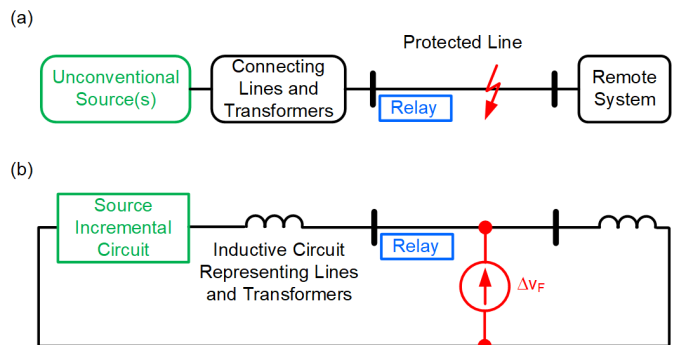 (a)
Protected Line
Unconventional
Source(s)
Connecting
Lines and
Transformers
Relay
Remote
System
(b)
Source
Incremental
Circuit
Inductive Circuit
Representing Lines
and Transformers
Relay
Δv_F